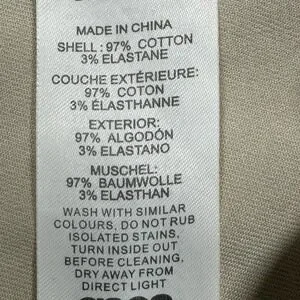 MADE IN CHINA
SHELL: 97% COTTON
3% ELASTANE
COUCHE EXTÉRIEURE:
97% COTON
3% ÉLASTHANNE
EXTERIOR:
97% ALGODÓN
3% ELASTANO
MUSCHEL:
97% BAUMWOLLE
3% ELASTHAN
WASH WITH SIMILAR
COLOURS, DO NOT RUB
ISOLATED STAINS.
TURN INSIDE OUT
BEFORE CLEANING,
DRY AWAY FROM
DIRECT LIGHT